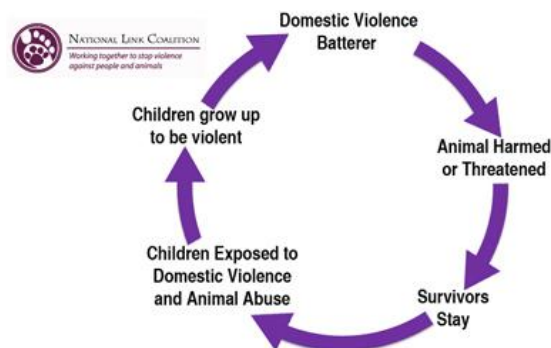 NATIONAL LINK COALITION
Working together to stop violence
against people and animals
Domestic Violence
Batterer
Animal Harmed
or Threatened
Survivors
Stay
Children Exposed to
Domestic Violence
and Animal Abuse
Children grow up
to be violent